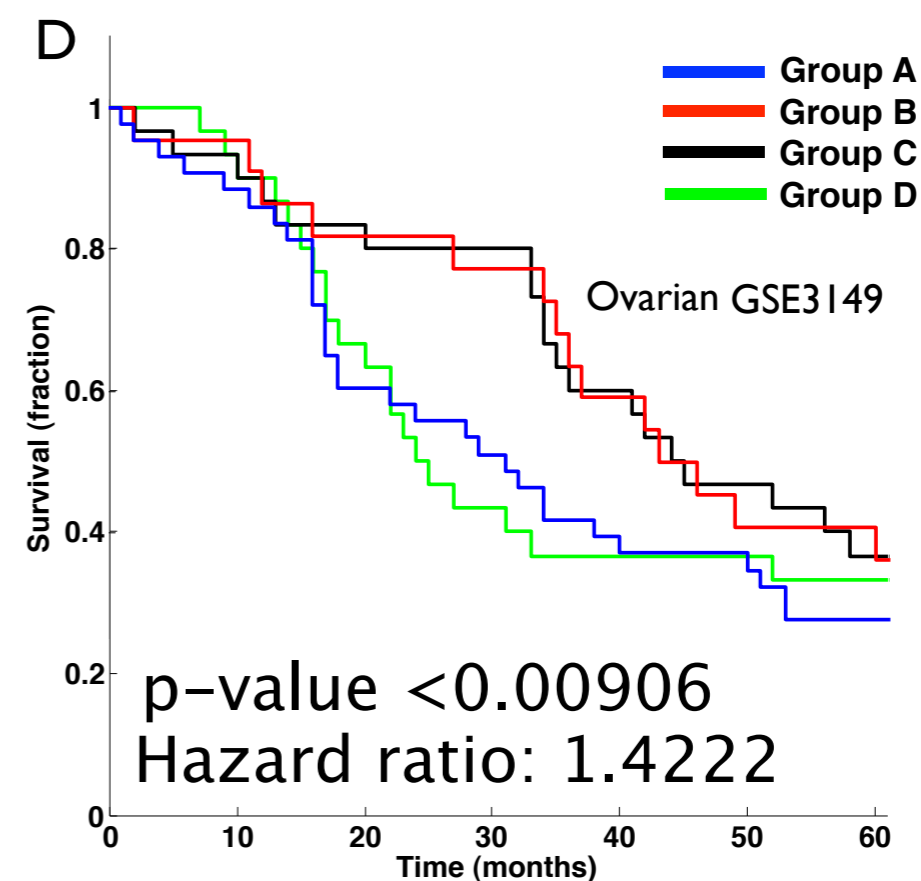 D
Group A
Group B
Group C
Group D
Ovarian GSE3149
Survival (fraction)
1
0.8
0.6
0.4
0.2
0
p-value <0.00906
Hazard ratio: 1.4222
0 10 20 30 40 50 60
Time (months)